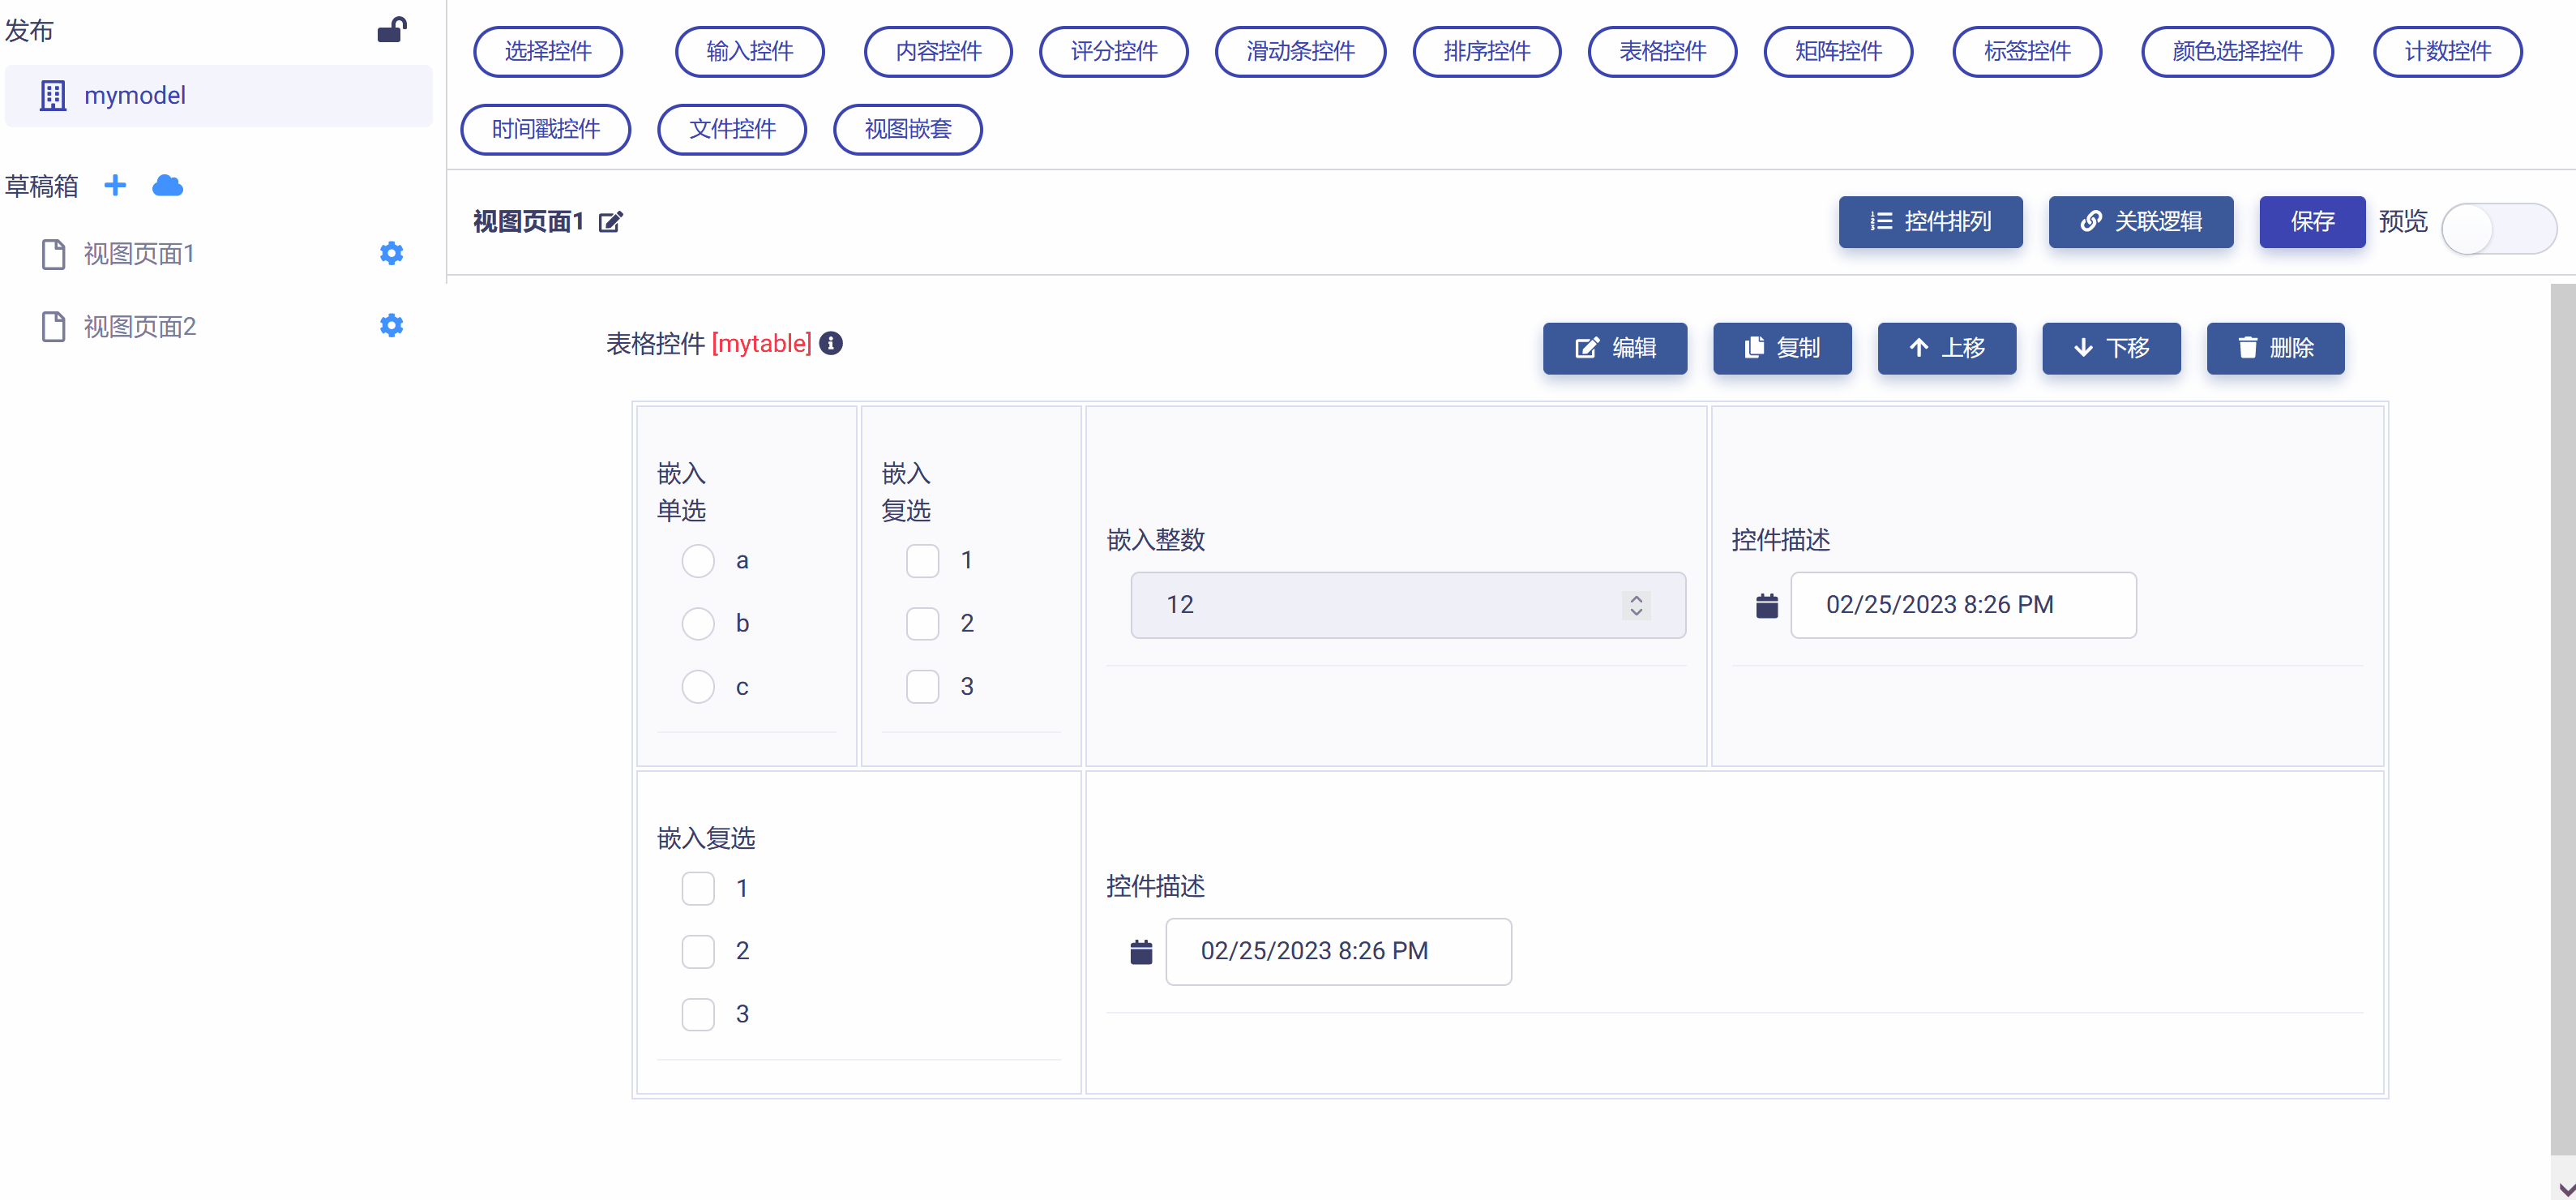 发布
mymodel
草稿箱
视图页面1
视图页面2
选择控件 输入控件 内容控件 评分控件 滑动条控件 排序控件 表格控件 矩阵控件 标签控件 颜色选择控件 计数控件
时间戳控件 文件控件 视图嵌套
视图页面1 控件排列 关联逻辑 保存 预览
表格控件 [mytable] 编辑 复制 上移 下移 删除
嵌入
单选
a
b
c
嵌入
复选
1
2
3
嵌入整数
12
控件描述
02/25/2023 8:26 PM
嵌入复选
1
2
3
控件描述
02/25/2023 8:26 PM